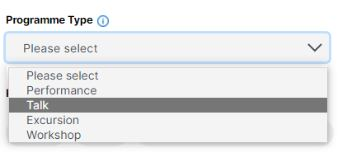 Programme Type
Please select
Please select
Performance
Talk
Excursion
Workshop